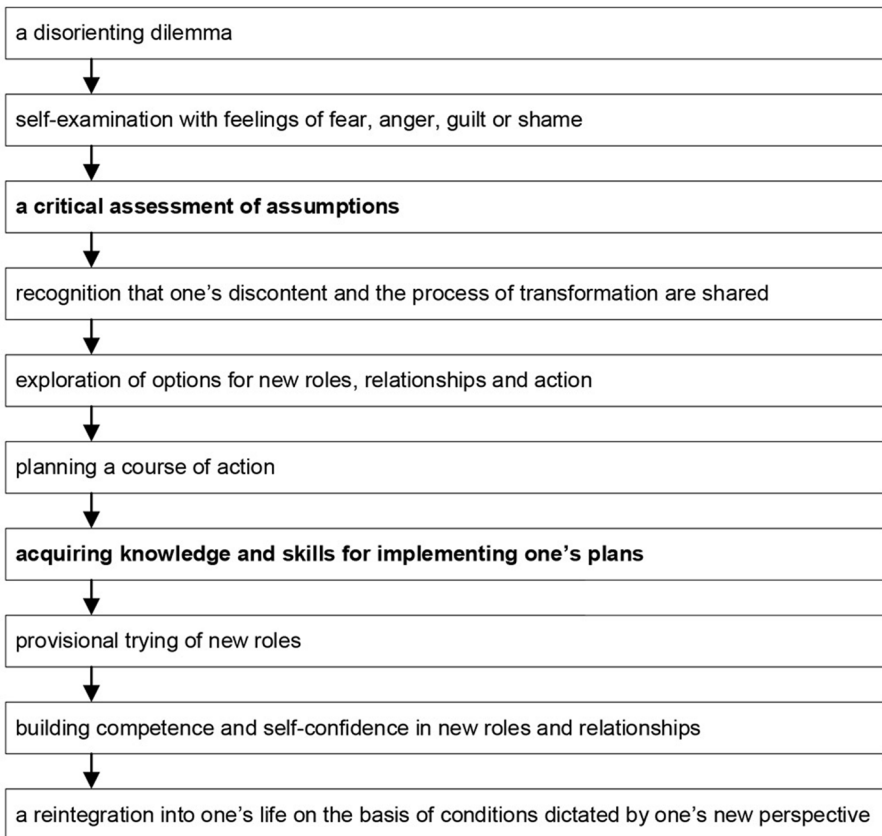 a disorienting dilemma
self-examination with feelings of fear, anger, guilt or shame
a critical assessment of assumptions
recognition that one’s discontent and the process of transformation are shared
exploration of options for new roles, relationships and action
planning a course of action
acquiring knowledge and skills for implementing one’s plans
provisional trying of new roles
building competence and self-confidence in new roles and relationships
a reintegration into one’s life on the basis of conditions dictated by one’s new perspective